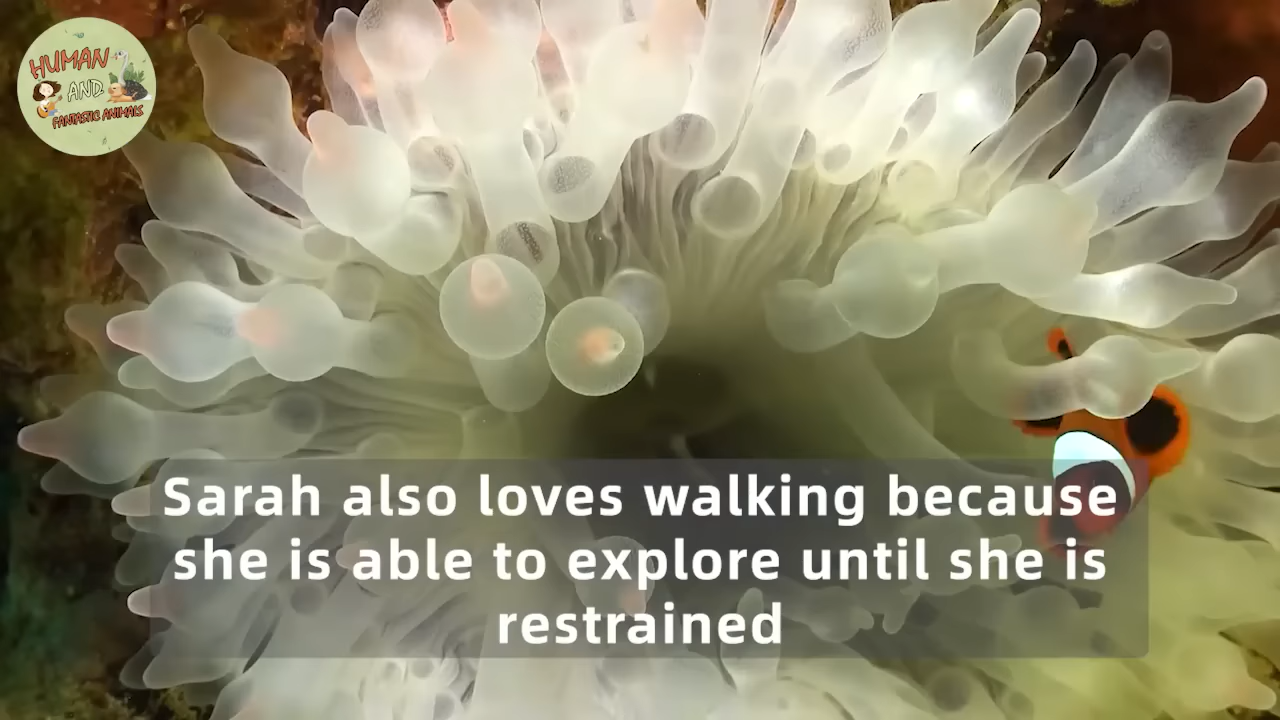 HUMAN
AND
FANTASTIC ANIMALS
Sarah also loves walking because
she is able to explore until she is
restrained